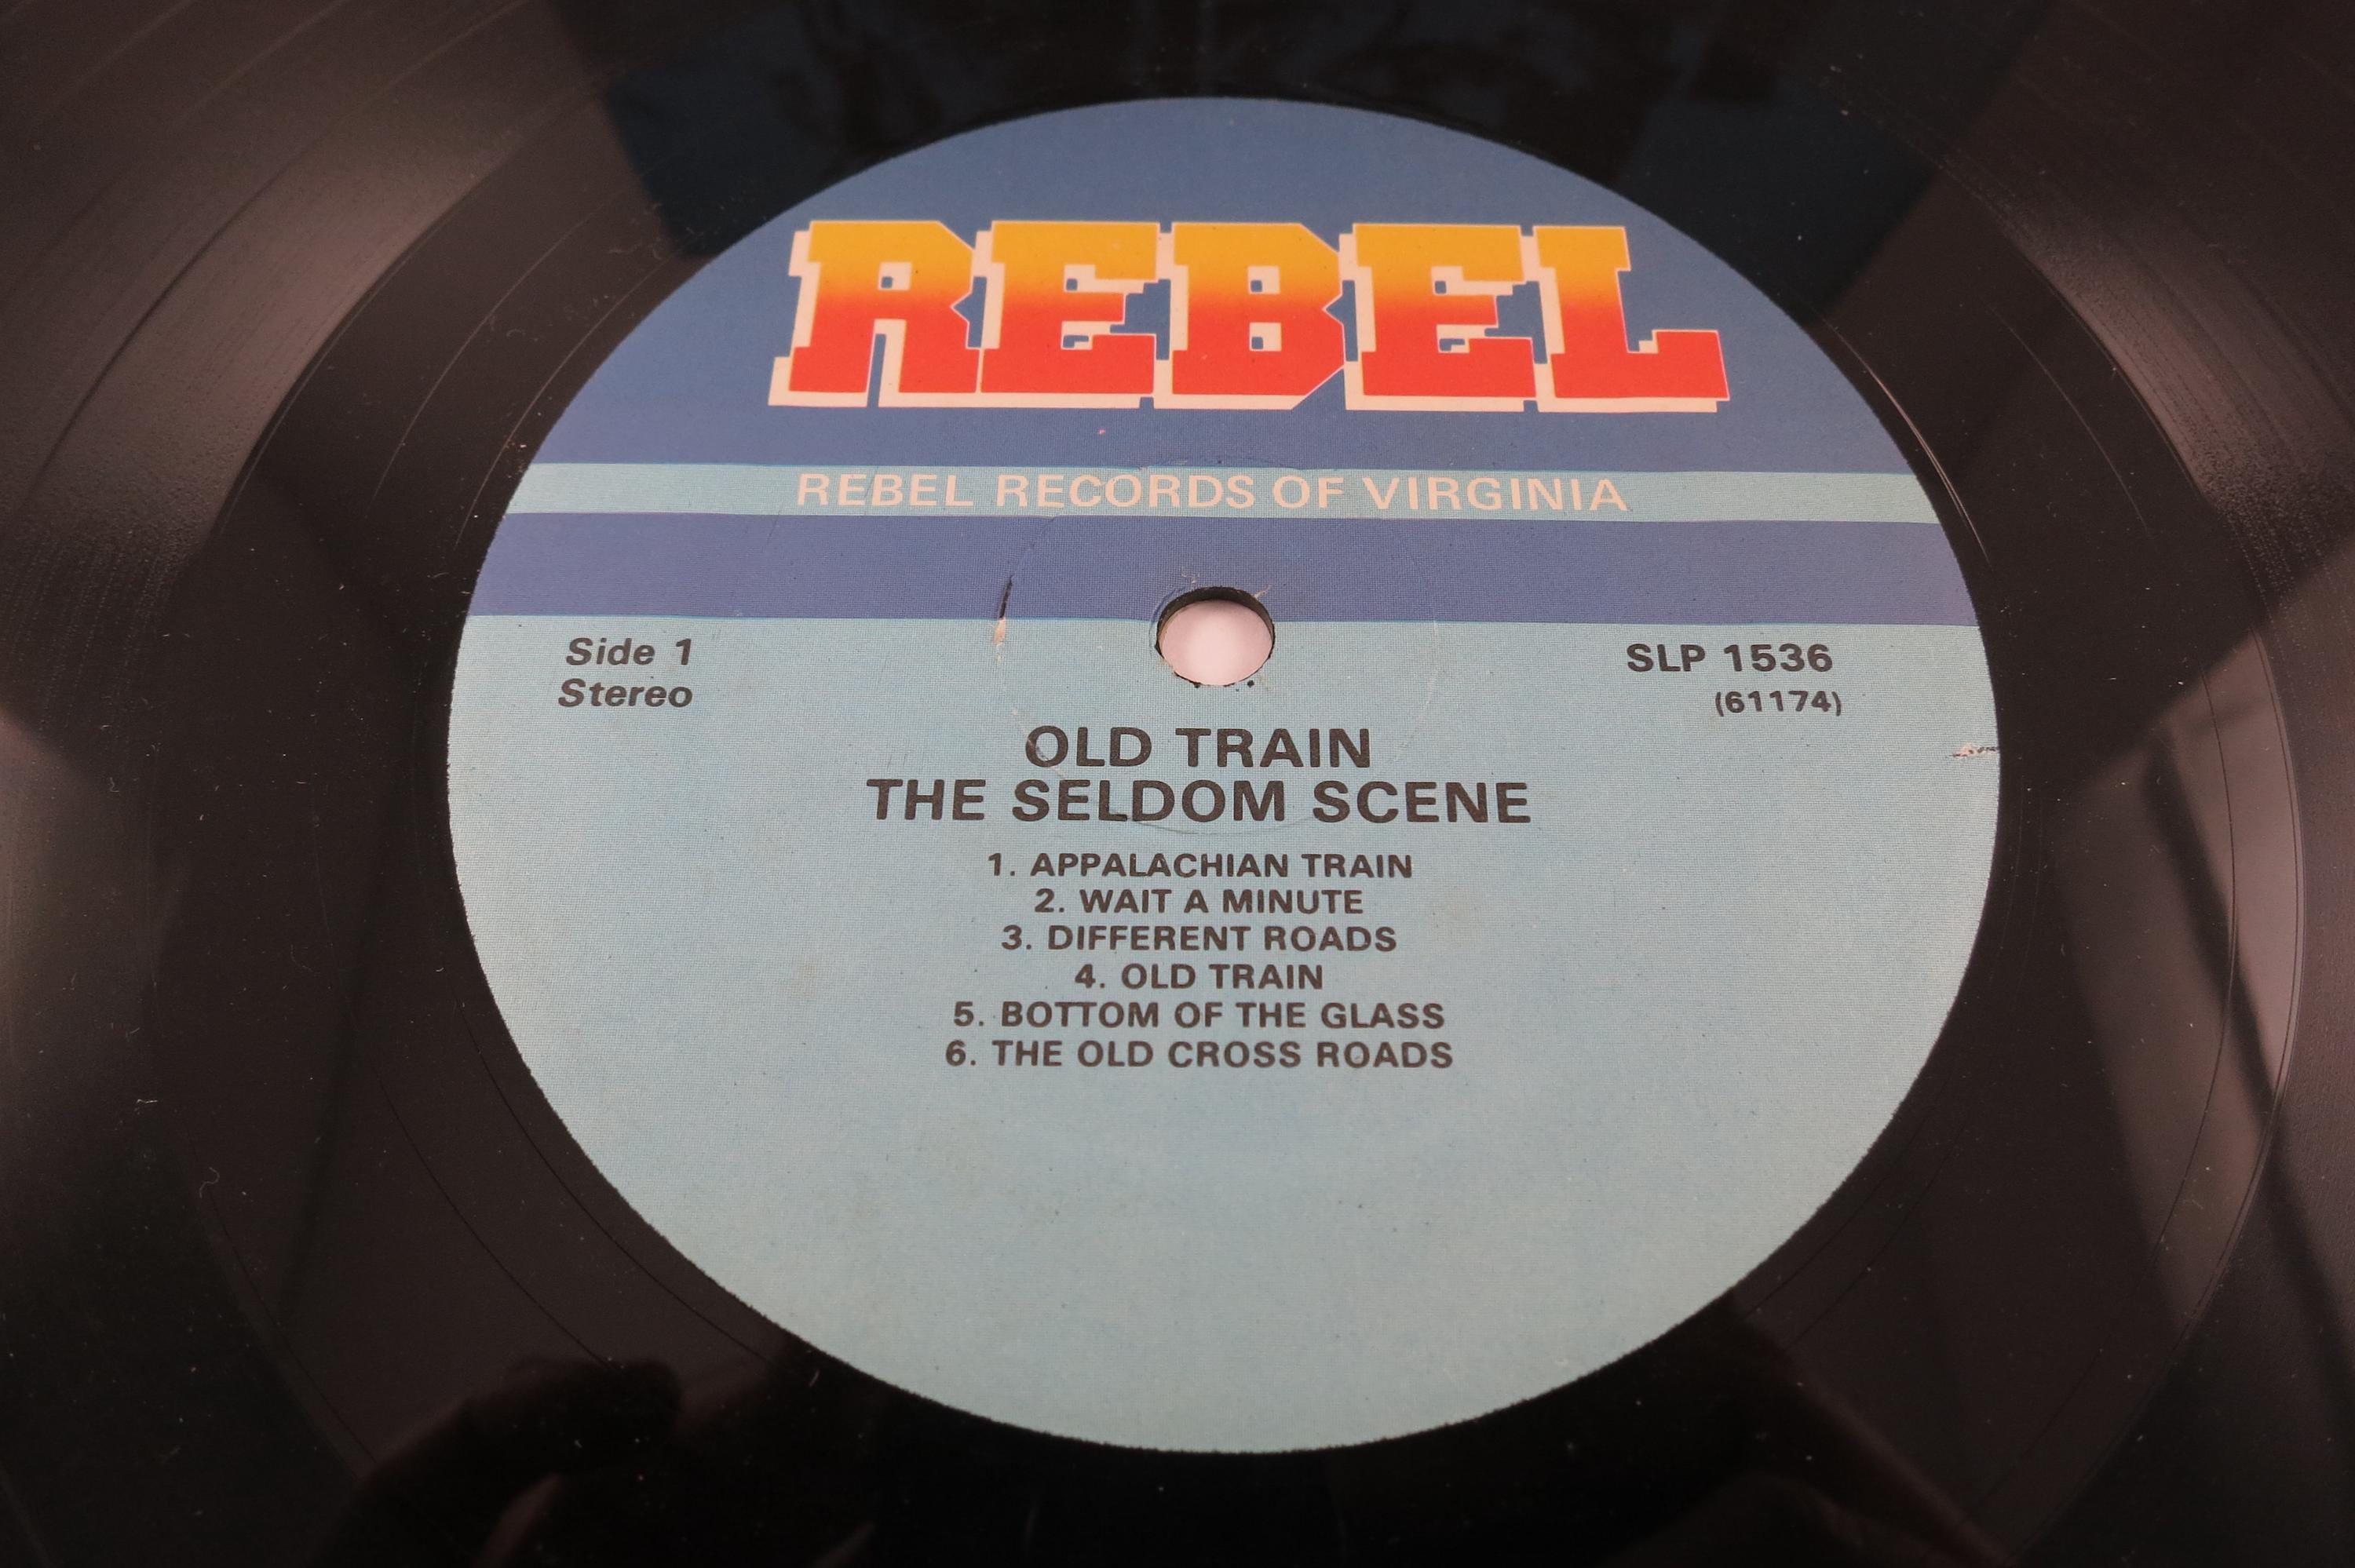 REBEL
REBEL RECORDS OF VIRGINIA
Side 1
Stereo
SLP 1536
(61174)
OLD TRAIN
THE SELDOM SCENE
1. APPALACHIAN TRAIN
2. WAIT A MINUTE
3. DIFFERENT ROADS
4. OLD TRAIN
5. BOTTOM OF THE GLASS
6. THE OLD CROSS ROADS